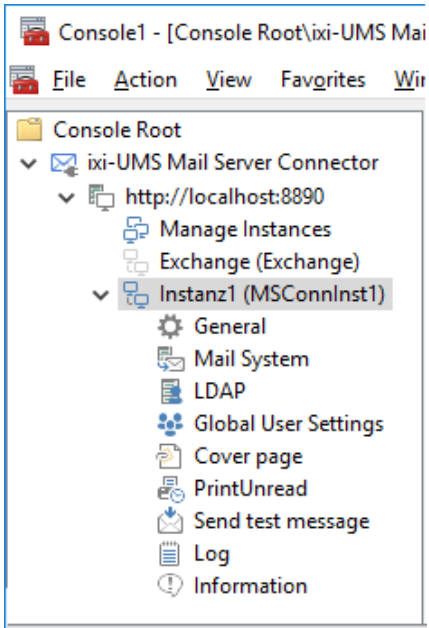 Console1 - [Console Root\ixi-UMS Mai
File Action View Favorites Wi
Console Root
ixi-UMS Mail Server Connector
http://localhost:8890
Manage Instances
Exchange (Exchange)
Instanz1 (MSConnInst1)
General
Mail System
LDAP
Global User Settings
Cover page
PrintUnread
Send test message
Log
Information